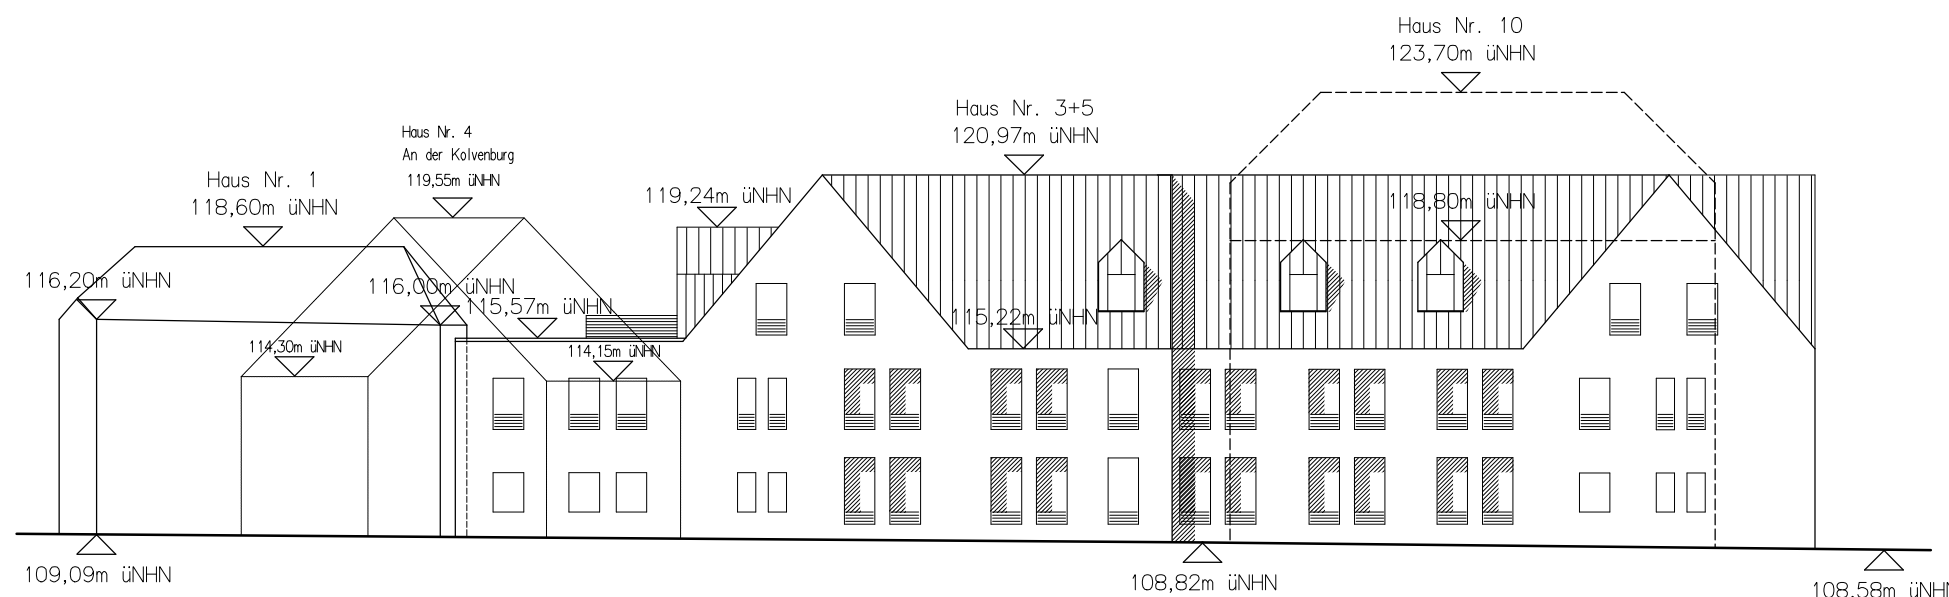 Haus Nr. 10
123,70m üNHN
Haus Nr. 3+5
120,97m üNHN
Haus Nr. 4
An der Kolvenburg
119,55m üNHN
Haus Nr. 1
118,60m üNHN
119,24m üNHN
118,80m üNHN
116,20m üNHN
116,00m üNHN
115,57m üNHN
115,22m üNHN
114,30m üNHN
114,15m üNHN
109,09m üNHN
108,82m üNHN
108,58m üNHN